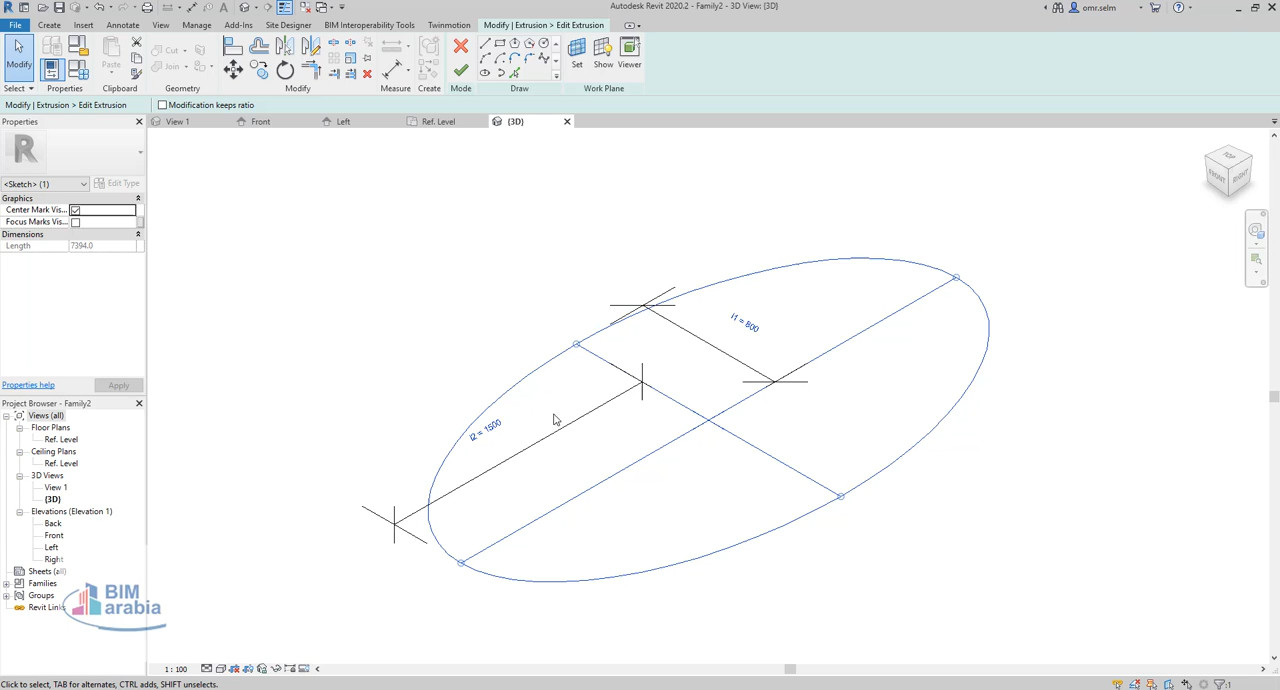 Autodesk Revit 2020.2 - Family2 - 3D View: {3D}
omr.selm
File Create Insert Annotate View Manage Add-Ins Site Designer BIM Interoperability Tools Twinmotion Modify | Extrusion > Edit Extrusion
Modify
Paste
Cut
Join
Set Show Viewer
Select Properties Clipboard Geometry Modify Measure Create Mode Draw Work Plane
Modify | Extrusion > Edit Extrusion Modification keeps ratio
Properties
View 1 Front Left Ref. Level {3D}
<Sketch> (1) Edit Type
Graphics
Center Mark Vis...
Focus Marks Vis...
Dimensions
Length 7394.0
Properties help Apply
Project Browser - Family2
Views (all)
Floor Plans
Ref. Level
Ceiling Plans
Ref. Level
3D Views
View 1
{3D}
Elevations (Elevation 1)
Back
Front
Left
Right
Sheets (all)
Families
Groups
Revit Links
BIM
arabia
TOP
FRONT
RIGHT
l1 = 800
l2 = 1500
1 : 100
Click to select, TAB for alternates, CTRL adds, SHIFT unselects.
:1